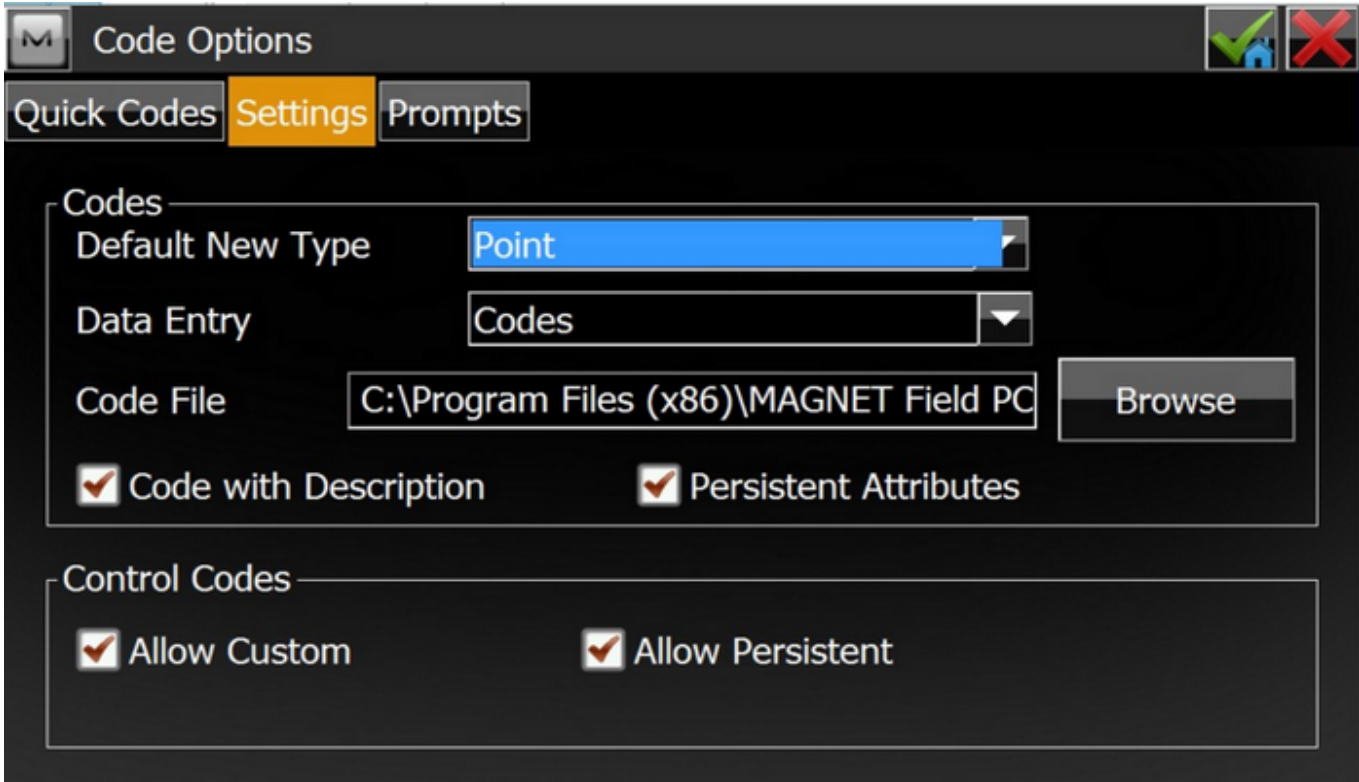 Code Options
Quick Codes Settings Prompts
Codes
Default New Type Point
Data Entry Codes
Code File C:\Program Files (x86)\MAGNET Field PC Browse
Code with Description Persistent Attributes
Control Codes
Allow Custom Allow Persistent